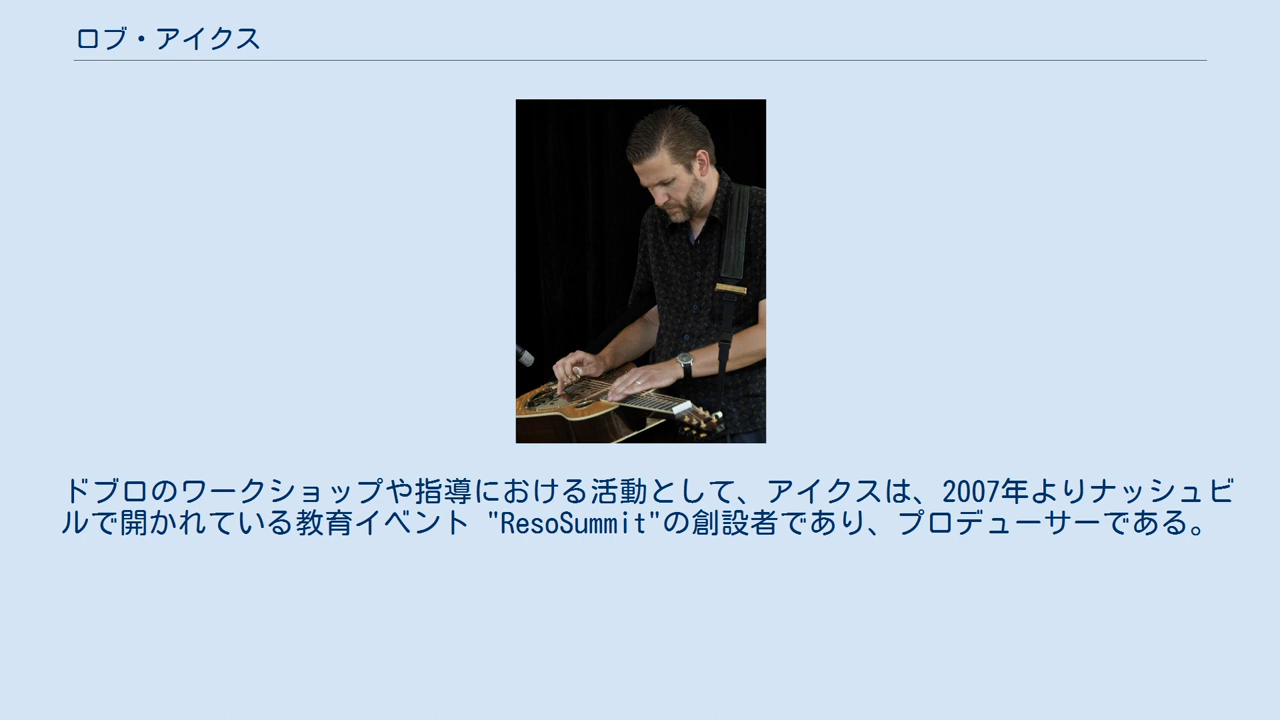 ロブ・アイクス
ドブロのワークショップや指導における活動として、アイクスは、2007年よりナッシュビ
ルで開かれている教育イベント "ResoSummit"の創設者であり、プロデューサーである。